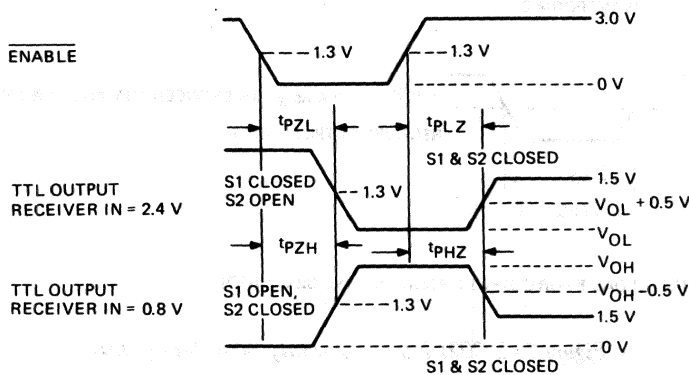 3.0 V
ENABLE
1.3 V
1.3 V
0 V
tPZL
tPLZ
S1 & S2 CLOSED
TTL OUTPUT
RECEIVER IN = 2.4 V
S1 CLOSED
S2 OPEN
1.3 V
1.5 V
VOL + 0.5 V
VOL
tPZH
tPHZ
VOH
TTL OUTPUT
RECEIVER IN = 0.8 V
S1 OPEN,
S2 CLOSED
1.3 V
VOH -0.5 V
1.5 V
0 V
S1 & S2 CLOSED